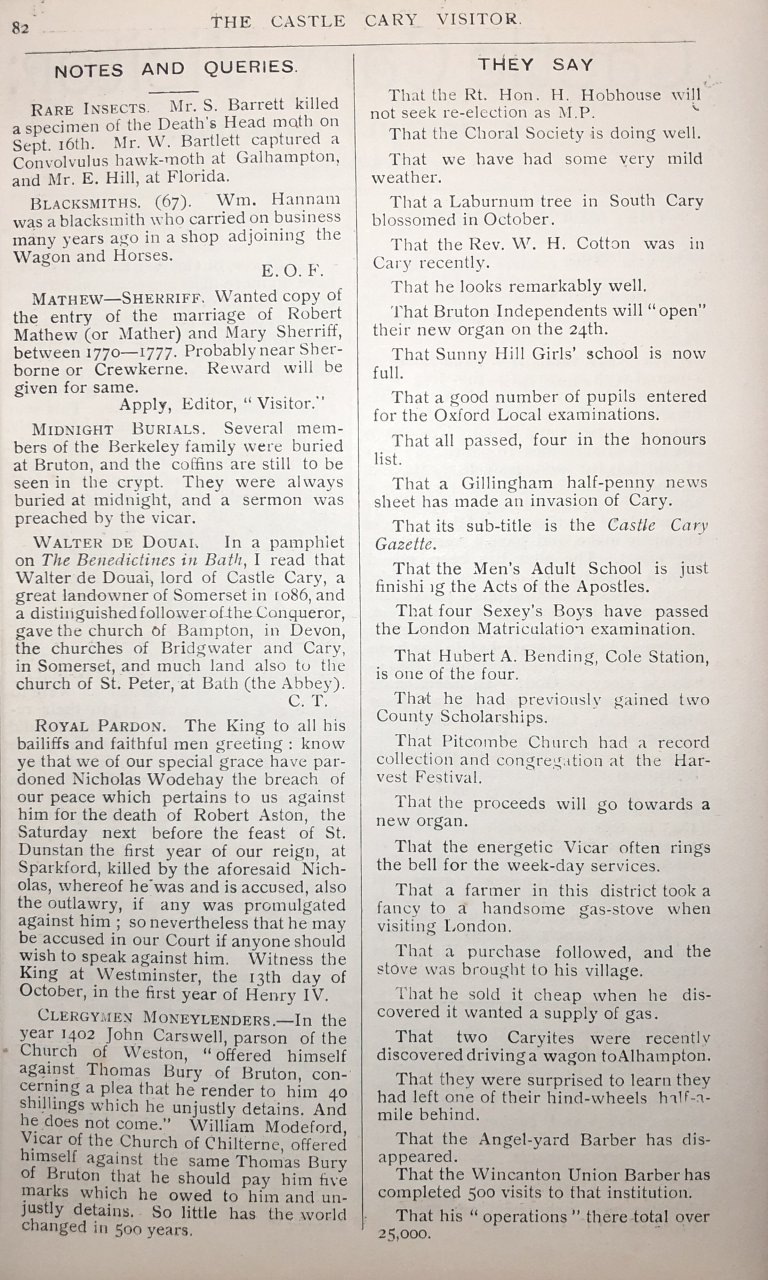 82
THE CASTLE CARY VISITOR.
NOTES AND QUERIES.
RARE INSECTS. Mr. S. Barrett killed
a specimen of the Death's Head moth on
Sept. 16th. Mr. W. Bartlett captured a
Convolvulus hawk-moth at Galhampton,
and Mr. E. Hill, at Florida.
BLACKSMITHS. (67). Wm. Hannam
was a blacksmith who carried on business
many years ago in a shop adjoining the
Wagon and Horses.
E. O. F.
MATHEW—SHERRIFF. Wanted copy of
the entry of the marriage of Robert
Mathew (or Mather) and Mary Sherriff,
between 1770—1777. Probably near Sher-
borne or Crewkerne. Reward will be
given for same.
Apply, Editor, "Visitor."
MIDNIGHT BURIALS. Several mem-
bers of the Berkeley family were buried
at Bruton, and the coffins are still to be
seen in the crypt. They were always
buried at midnight, and a sermon was
preached by the vicar.
WALTER DE DOUAI. In a pamphlet
on The Benedictines in Bath, I read that
Walter de Douai, lord of Castle Cary, a
great landowner of Somerset in 1086, and
a distinguished follower of the Conqueror,
gave the church of Bampton, in Devon,
the churches of Bridgwater and Cary,
in Somerset, and much land also to the
church of St. Peter, at Bath (the Abbey).
C. T.
ROYAL PARDON. The King to all his
bailiffs and faithful men greeting : know
ye that we of our special grace have par-
doned Nicholas Wodehay the breach of
our peace which pertains to us against
him for the death of Robert Aston, the
Saturday next before the feast of St.
Dunstan the first year of our reign, at
Sparkford, killed by the aforesaid Nich-
olas, whereof he was and is accused, also
the outlawry, if any was promulgated
against him ; so nevertheless that he may
be accused in our Court if anyone should
wish to speak against him. Witness the
King at Westminster, the 13th day of
October, in the first year of Henry IV.
CLERGYMEN MONEYLENDERS.—In the
year 1402 John Carswell, parson of the
Church of Weston, "offered himself
against Thomas Bury of Bruton, con-
cerning a plea that he render to him 40
shillings which he unjustly detains. And
he does not come." William Modeford,
Vicar of the Church of Chilterne, offered
himself against the same Thomas Bury
of Bruton that he should pay him five
marks which he owed to him and un-
justly detains. So little has the world
changed in 500 years.
THEY SAY
That the Rt. Hon. H. Hobhouse will
not seek re-election as M.P.
That the Choral Society is doing well.
That we have had some very mild
weather.
That a Laburnum tree in South Cary
blossomed in October.
That the Rev. W. H. Cotton was in
Cary recently.
That he looks remarkably well.
That Bruton Independents will "open"
their new organ on the 24th.
That Sunny Hill Girls' school is now
full.
That a good number of pupils entered
for the Oxford Local examinations.
That all passed, four in the honours
list.
That a Gillingham half-penny news
sheet has made an invasion of Cary.
That its sub-title is the Castle Cary
Gazette.
That the Men's Adult School is just
finishing the Acts of the Apostles.
That four Sexey's Boys have passed
the London Matriculation examination.
That Hubert A. Bending, Cole Station,
is one of the four.
That he had previously gained two
County Scholarships.
That Pitcombe Church had a record
collection and congregation at the Har-
vest Festival.
That the proceeds will go towards a
new organ.
That the energetic Vicar often rings
the bell for the week-day services.
That a farmer in this district took a
fancy to a handsome gas-stove when
visiting London.
That a purchase followed, and the
stove was brought to his village.
That he sold it cheap when he dis-
covered it wanted a supply of gas.
That two Caryites were recently
discovered driving a wagon to Alhampton.
That they were surprised to learn they
had left one of their hind-wheels half-a-
mile behind.
That the Angel-yard Barber has dis-
appeared.
That the Wincanton Union Barber has
completed 500 visits to that institution.
That his "operations" there total over
25,000.